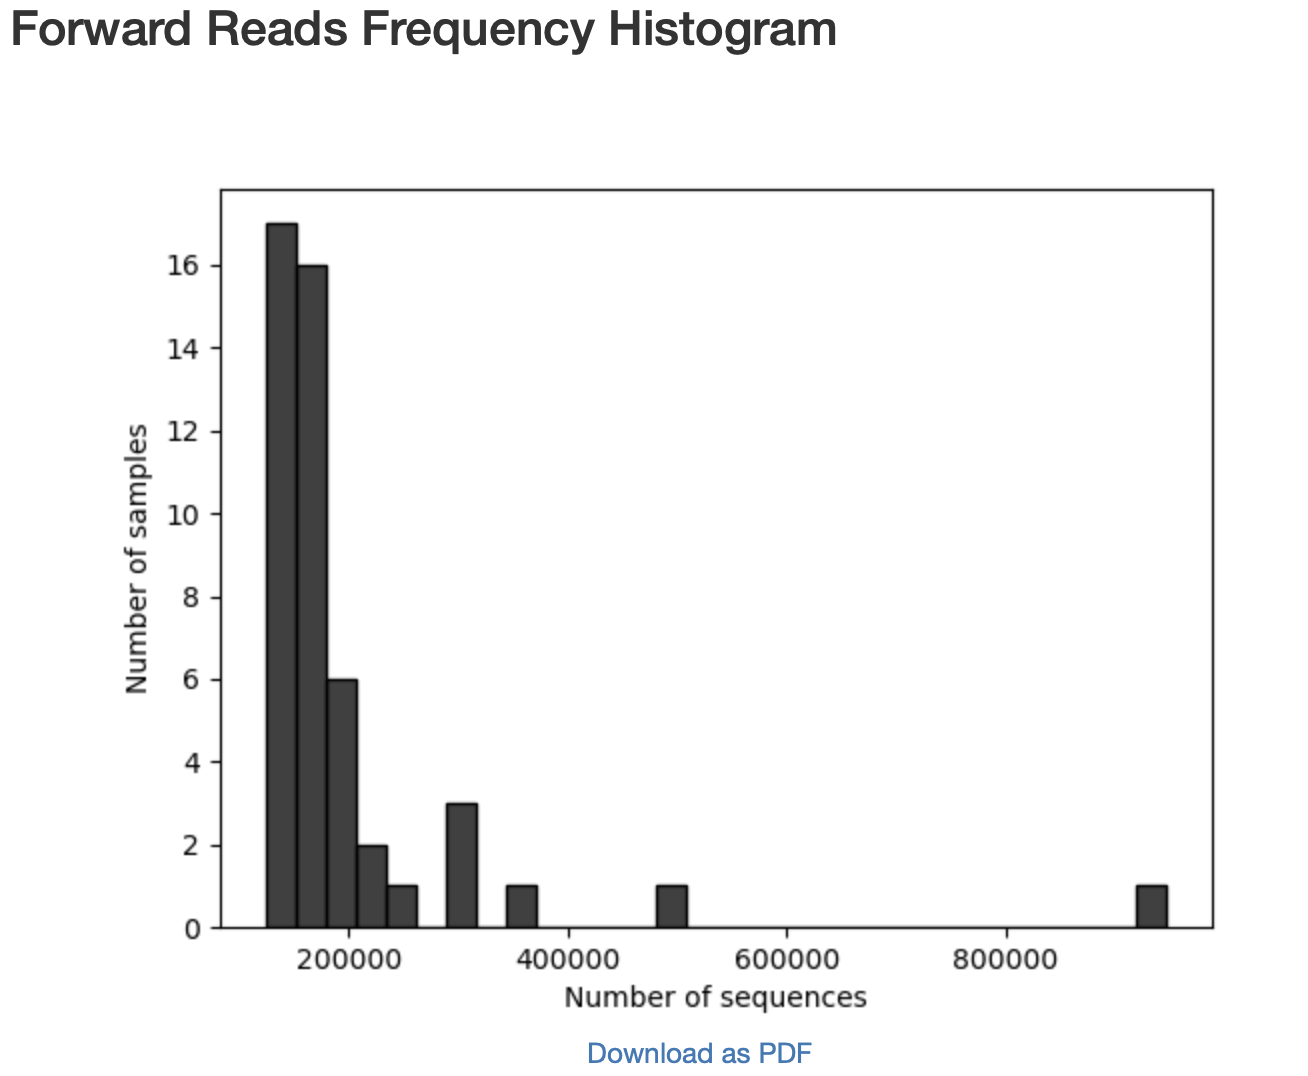 Forward Reads Frequency Histogram
16
14
12
10
8
6
4
2
0
Number of samples
200000 400000 600000 800000
Number of sequences
Download as PDF